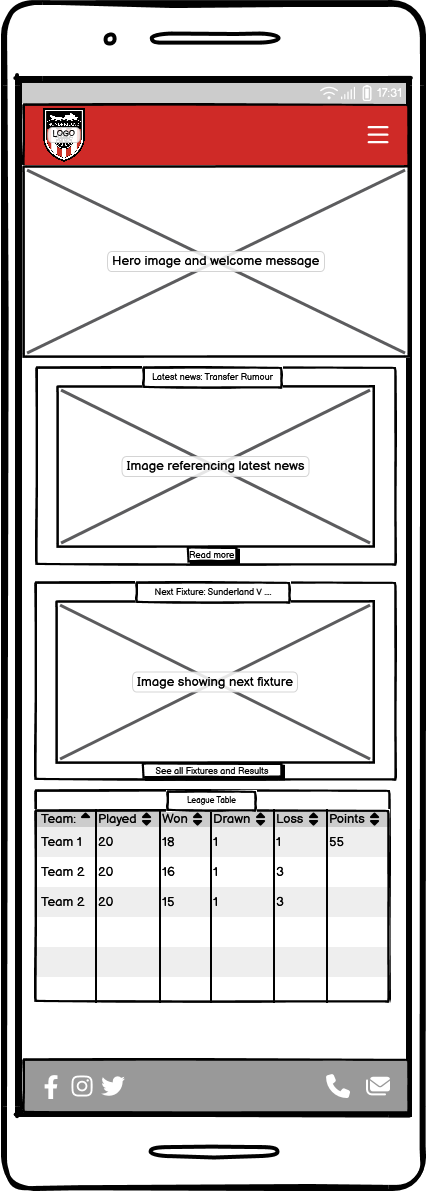 17:31
LOGO
Hero image and welcome message
Latest news: Transfer Rumour
Image referencing latest news
Read more
Next Fixture: Sunderland V ...
Image showing next fixture
See all Fixtures and Results
League Table
Team: Played Won Drawn Loss Points
Team 1 20 18 1 1 55
Team 2 20 16 1 3
Team 2 20 15 1 3